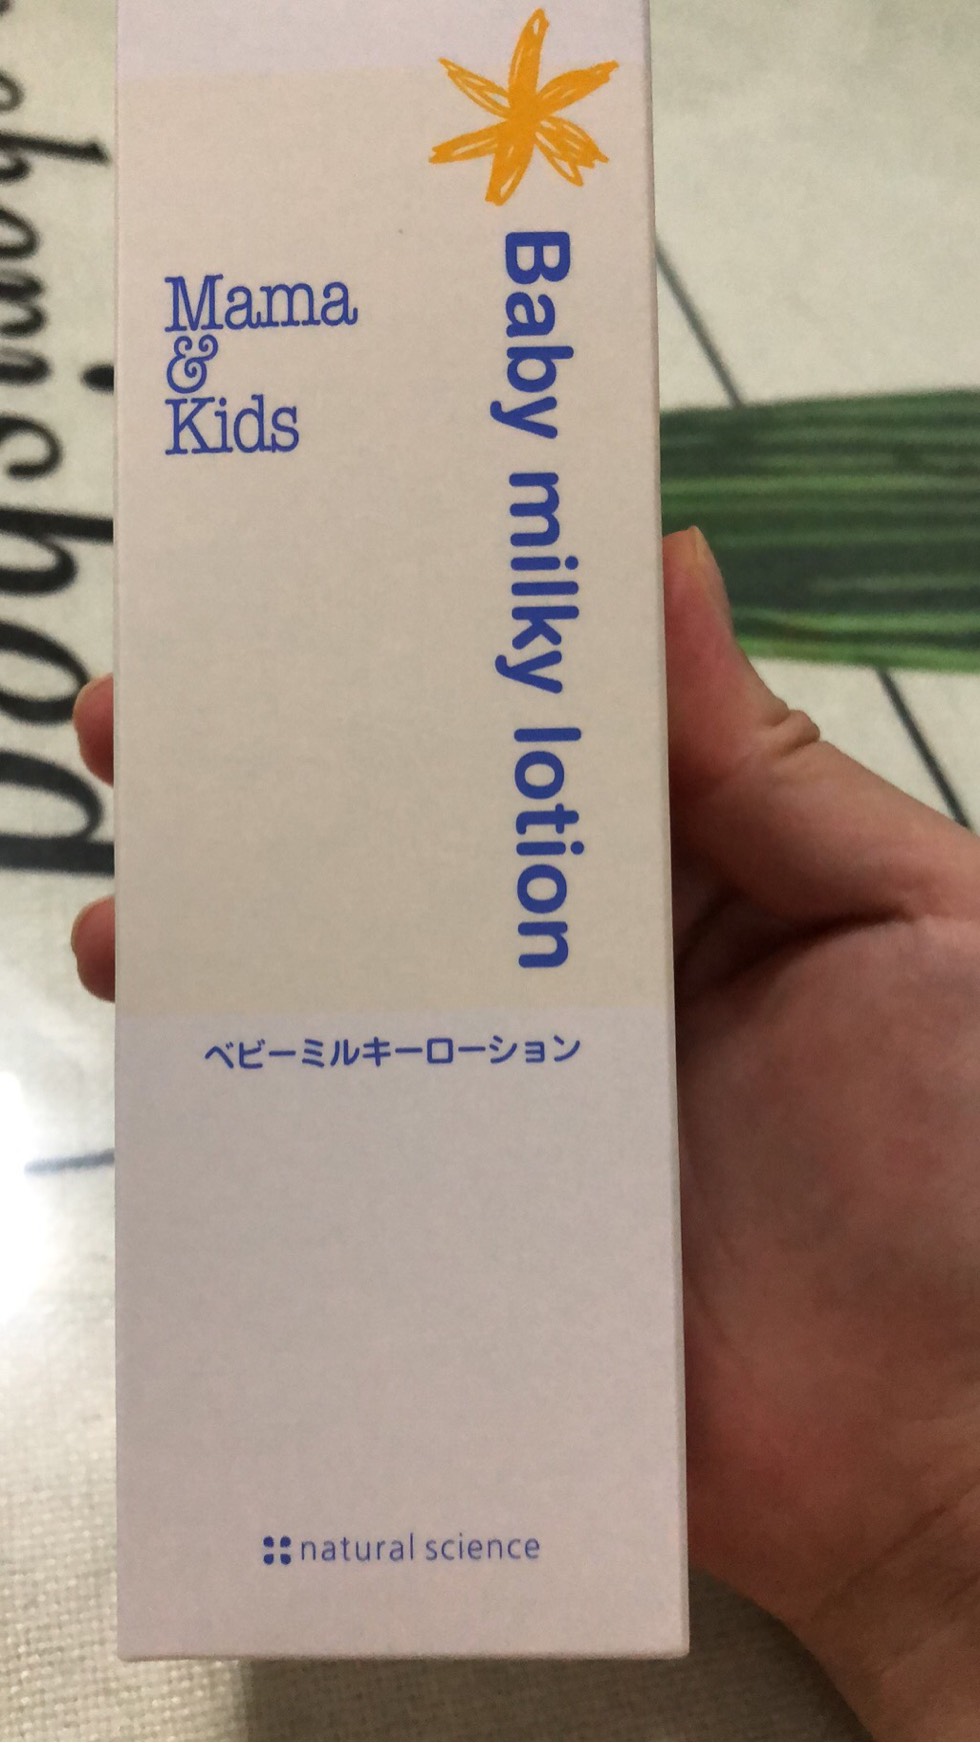 Mama
&
Kids
Baby milky lotion
ベビーミルキーローション
natural science